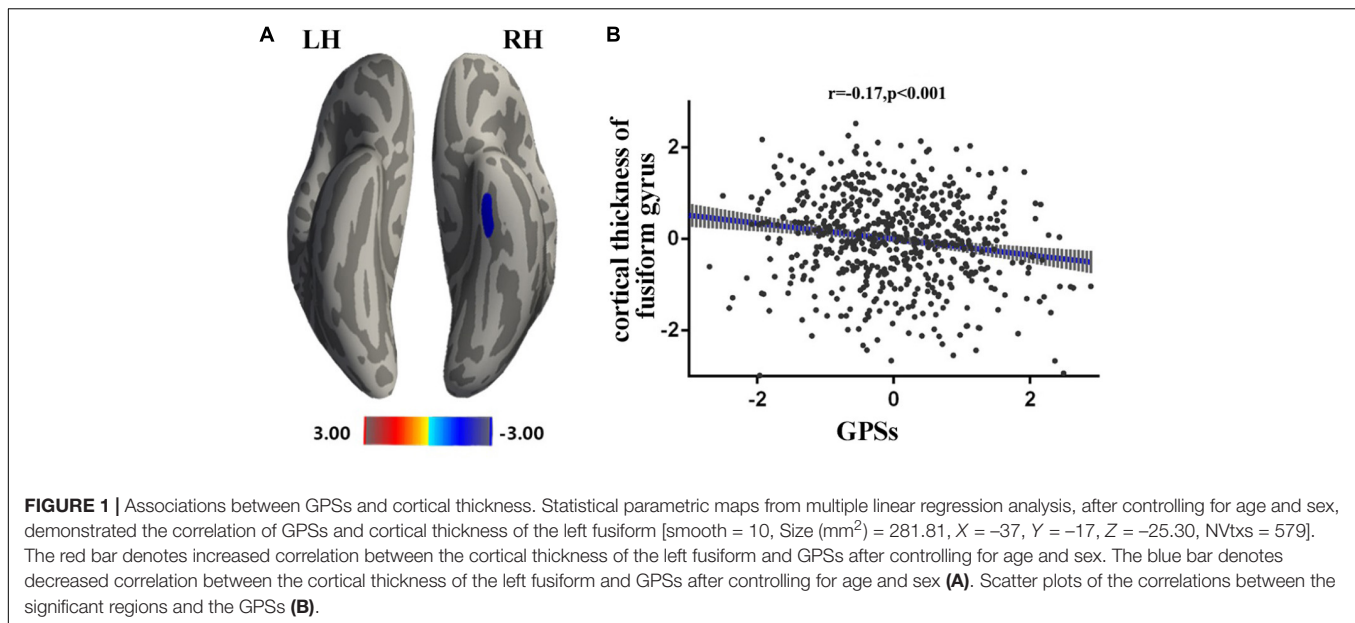 A
LH
RH
B
r=-0.17,p<0.001
cortical thickness of
fusiform gyrus
2
0
-2
-2
0
2
GPSs
3.00
-3.00
FIGURE 1 | Associations between GPSs and cortical thickness. Statistical parametric maps from multiple linear regression analysis, after controlling for age and sex,
demonstrated the correlation of GPSs and cortical thickness of the left fusiform [smooth = 10, Size (mm²) = 281.81, X = –37, Y = –17, Z = –25.30, NVtxs = 579].
The red bar denotes increased correlation between the cortical thickness of the left fusiform and GPSs after controlling for age and sex. The blue bar denotes
decreased correlation between the cortical thickness of the left fusiform and GPSs after controlling for age and sex (A). Scatter plots of the correlations between the
significant regions and the GPSs (B).